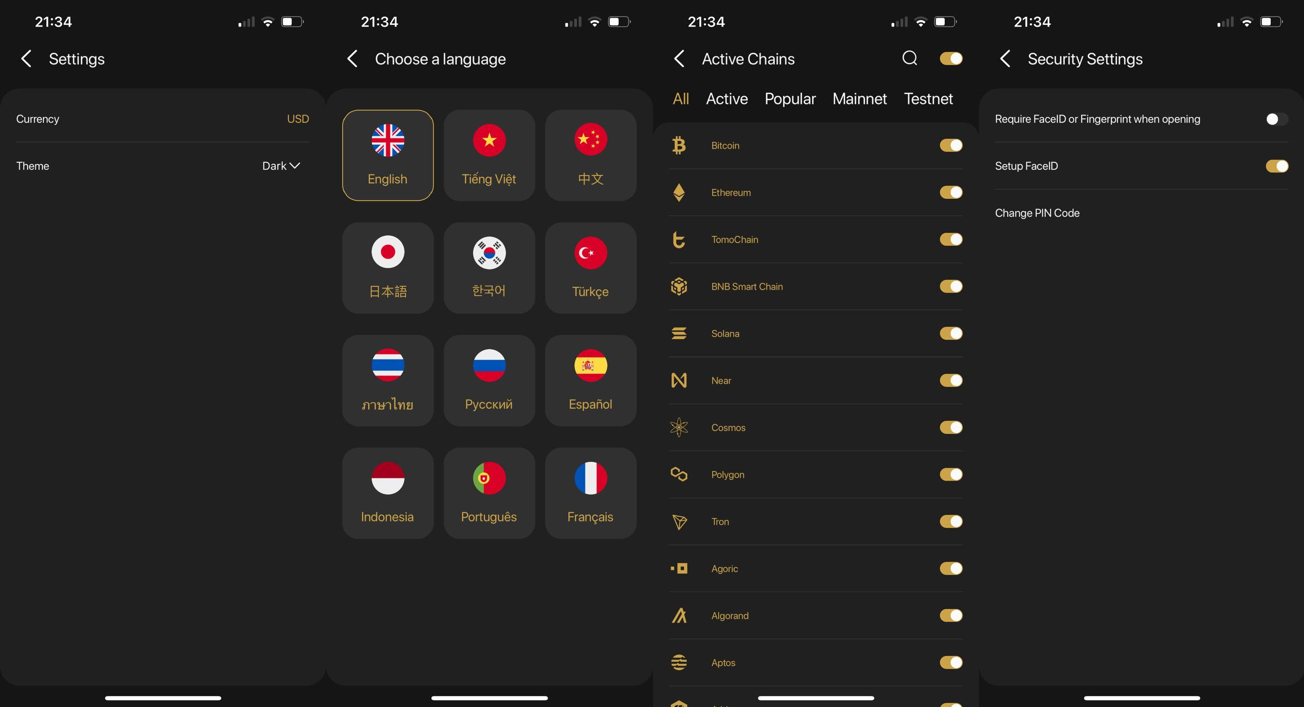 21:34
Settings
Currency
USD
Theme
Dark
21:34
Choose a language
English
Tiếng Việt
中文
日本語
한국어
Türkçe
ภาษาไทย
Русский
Español
Indonesia
Português
Français
21:34
Active Chains
All Active Popular Mainnet Testnet
Bitcoin
Ethereum
TomoChain
BNB Smart Chain
Solana
Near
Cosmos
Polygon
Tron
Agoric
Algorand
Aptos
21:34
Security Settings
Require FaceID or Fingerprint when opening
Setup FaceID
Change PIN Code